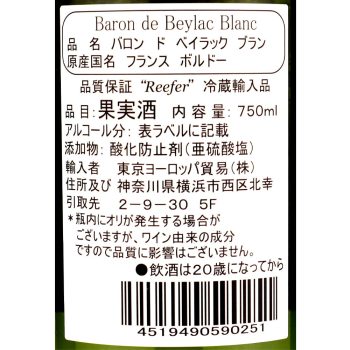 Baron de Beylac Blanc
品 名 バロン ド ベイラック ブラン
原産国名 フランス ボルドー
品質保証 “Reefer” 冷蔵輸入品
品目:果実酒 内 容 量: 750ml
アルコール分: 表ラベルに記載
添加物: 酸化防止剤(亜硫酸塩)
輸入者 東京ヨーロッパ貿易(株)
住所及び 神奈川県横浜市西区北幸
引取先 2-9-30 5F
*瓶内にオリが発生する場合が
ございますが、ワイン由来の成分
ですので品質に影響はございません。
●飲酒は20歳になってから
4519490590251